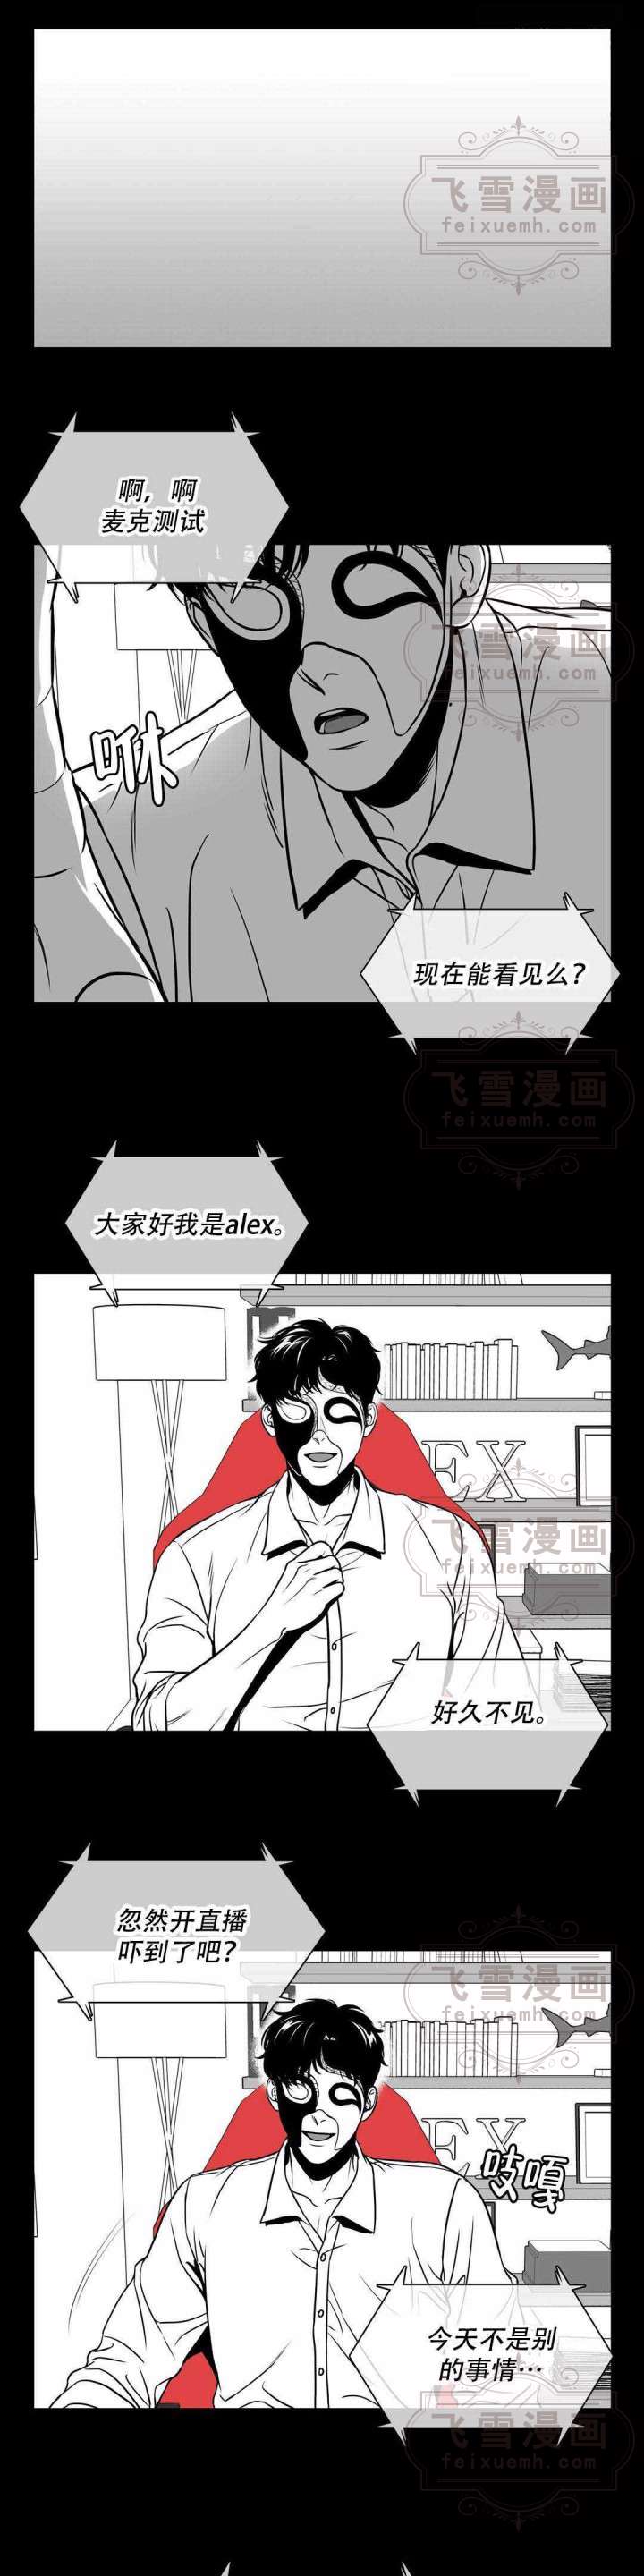 飞雪漫画
feixuemh.com
啊，啊
麦克测试
飞雪漫画
feixuemh.com
咻
现在能看见么？
飞雪漫画
feixuemh.com
大家好我是alex。
EX
飞雪漫画
feixuemh.com
好久不见。
忽然开直播
吓到了吧？
飞雪漫画
feixuemh.com
EX
吱嘎
今天不是别
的事情…
飞雪漫画
feixuemh.com